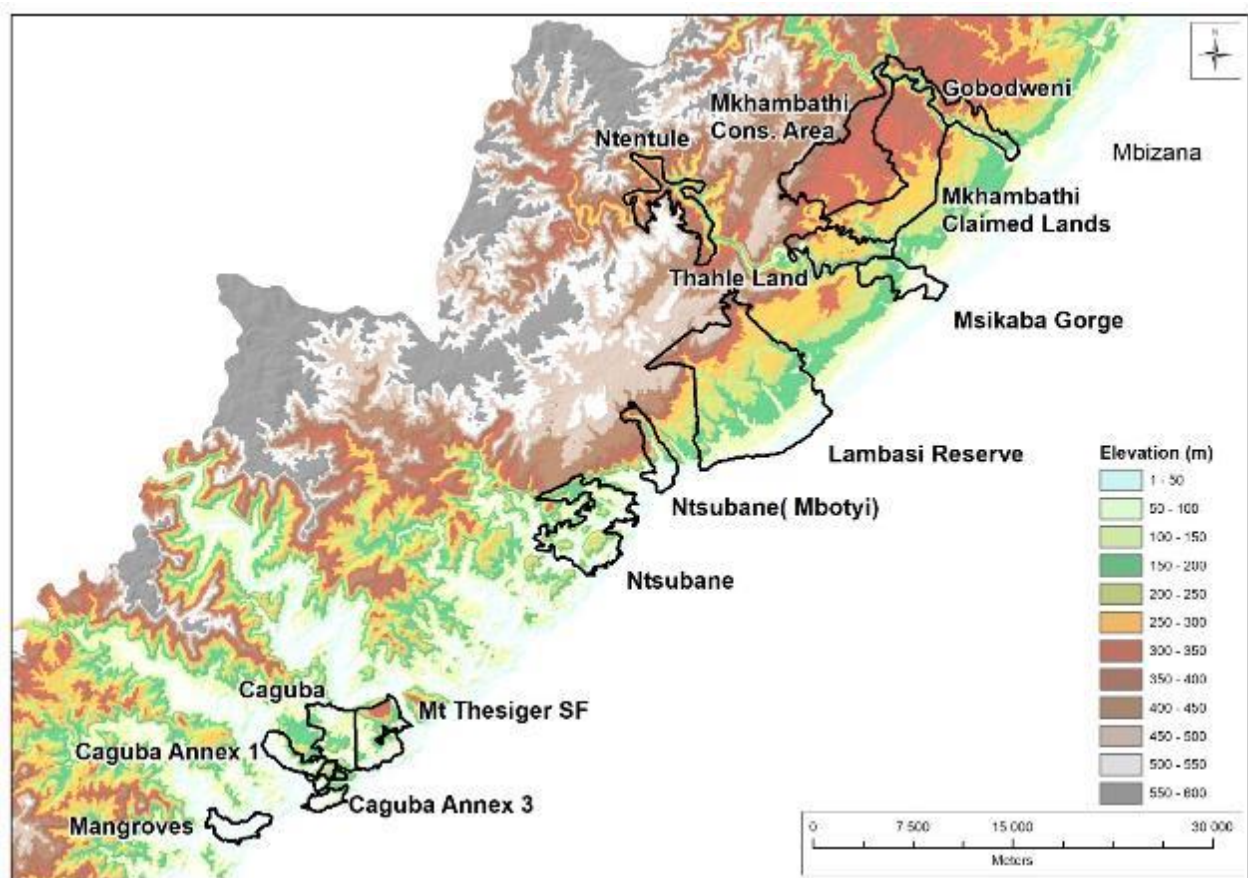 N
Gobodweni
Mkhambathi
Cons. Area
Ntentule
Mbizana
Mkhambathi
Claimed Lands
Thahle Land
Msikaba Gorge
Lambasi Reserve
Ntsubane( Mbotyi)
Ntsubane
Caguba
Mt Thesiger SF
Caguba Annex 1
Caguba Annex 3
Mangroves
Elevation (m)
1 - 50
50 - 100
100 - 150
150 - 200
200 - 250
250 - 300
300 - 350
350 - 400
400 - 450
450 - 500
500 - 550
550 - 600
0 7 500 15 000 30 000
Meters